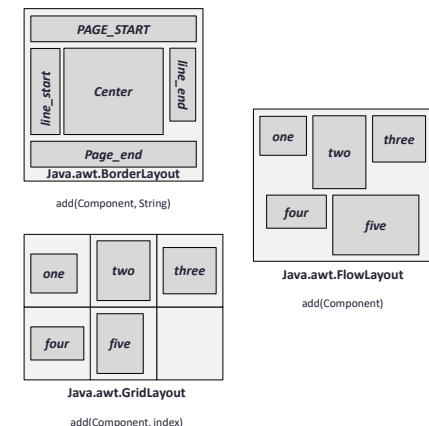 PAGE_START
line_start
Center
line_end
Page_end
Java.awt.BorderLayout
add(Component, String)
one
two
three
four
five
Java.awt.FlowLayout
add(Component)
one
two
three
four
five
Java.awt.GridLayout
add(Component, index)